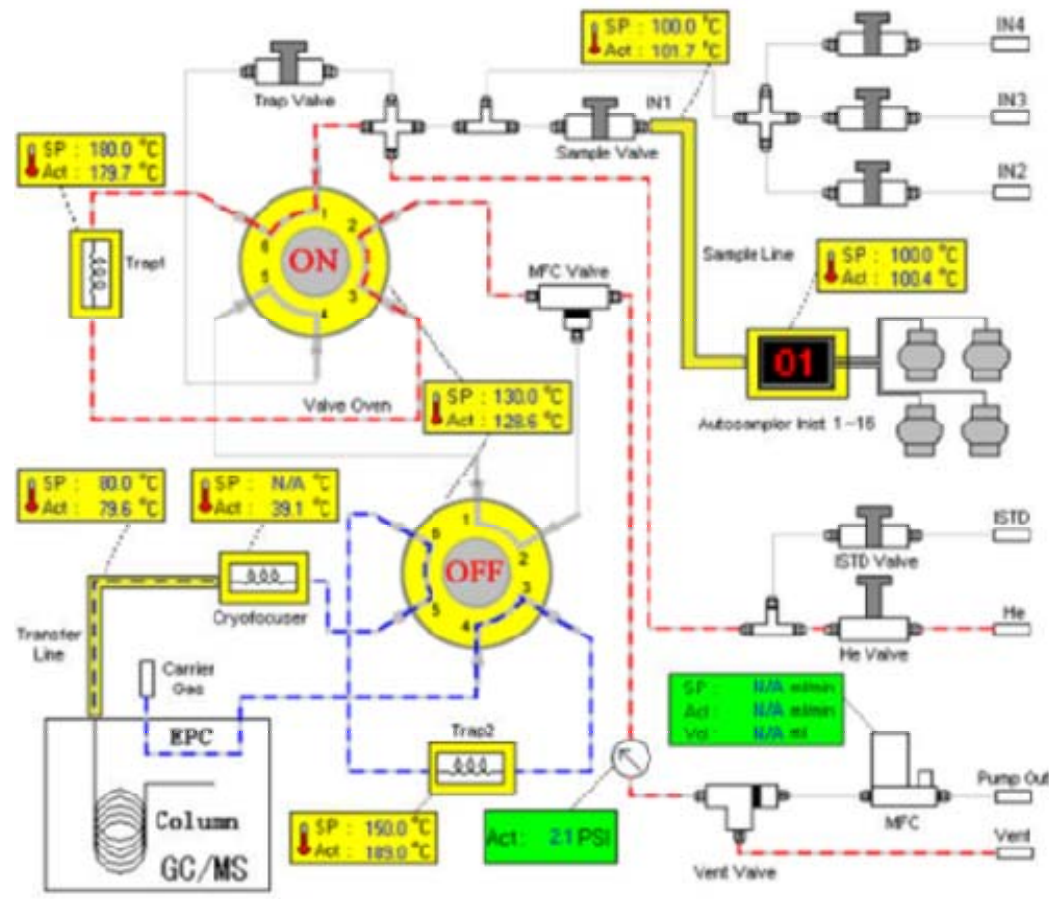 SP : 100.0 °C
Act : 101.7 °C
IN4
Trap Valve
IN1
IN3
Sample Valve
SP : 180.0 °C
Act : 179.7 °C
IN2
1
2
3
4
5
6
ON
Trap1
MFC Valve
Sample Line
SP : 100.0 °C
Act : 100.4 °C
01
Valve Oven
SP : 130.0 °C
Act : 128.6 °C
Autosampler Inlet 1~16
SP : 80.0 °C
Act : 79.6 °C
SP : N/A °C
Act : 39.1 °C
1
2
3
4
5
6
OFF
ISTD
ISTD Valve
Cryofocuser
Transfer
Line
He
He Valve
Carrier
Gas
SP : N/A ml/min
Act : N/A ml/min
Vol : N/A ml
EPC
Trap2
Pump Out
Column
GC/MS
SP : 150.0 °C
Act : 189.0 °C
Act : 2.1 PSI
MFC
Vent
Vent Valve